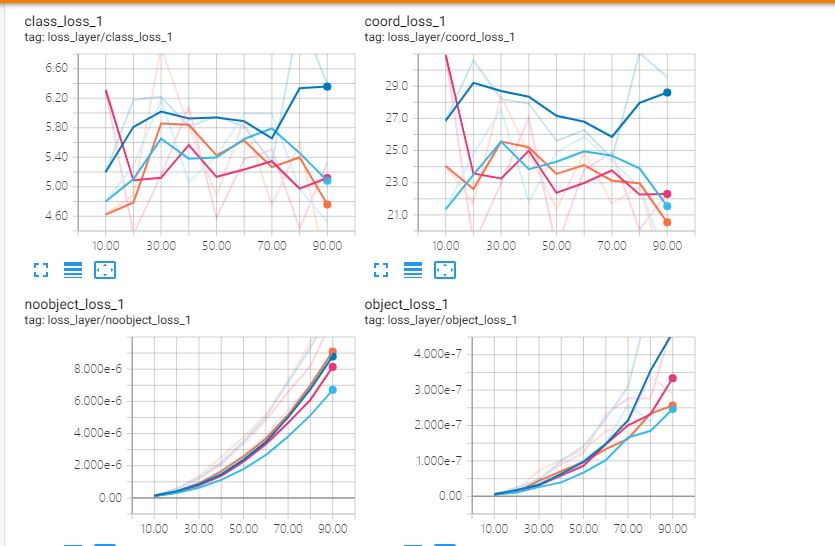 class_loss_1
tag: loss_layer/class_loss_1
6.60
6.20
5.80
5.40
5.00
4.60
10.00 30.00 50.00 70.00 90.00
coord_loss_1
tag: loss_layer/coord_loss_1
29.0
27.0
25.0
23.0
21.0
10.00 30.00 50.00 70.00 90.00
noobject_loss_1
tag: loss_layer/noobject_loss_1
8.000e-6
6.000e-6
4.000e-6
2.000e-6
0.00
10.00 30.00 50.00 70.00 90.00
object_loss_1
tag: loss_layer/object_loss_1
4.000e-7
3.000e-7
2.000e-7
1.000e-7
0.00
10.00 30.00 50.00 70.00 90.00